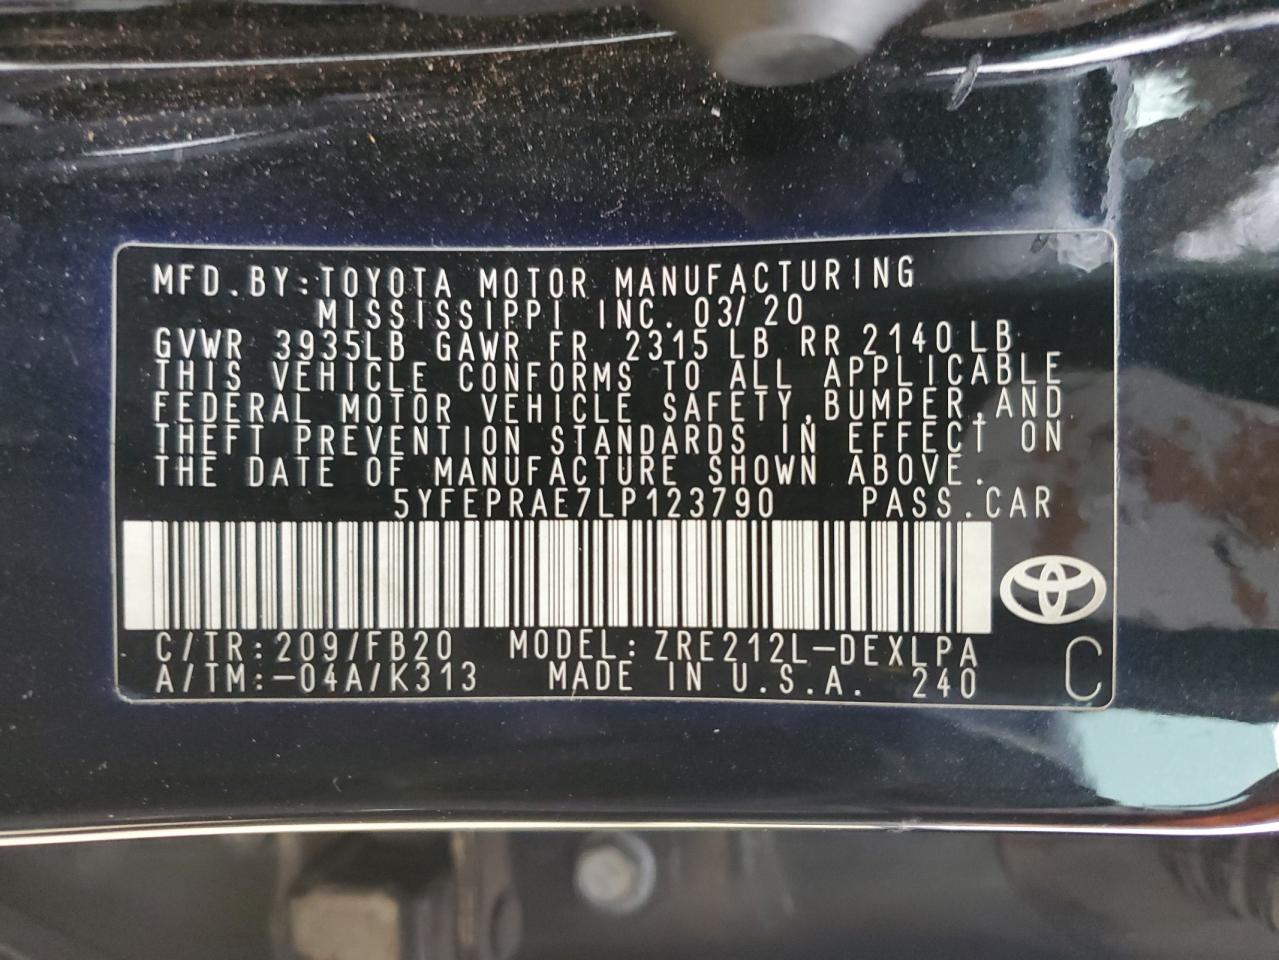 MFD.BY:TOYOTA MOTOR MANUFACTURING
MISSISSIPPI INC. 03/20
GVWR 3935LB GAWR FR 2315LB RR 2140LB
THIS VEHICLE CONFORMS TO ALL APPLICABLE
FEDERAL MOTOR VEHICLE SAFETY,BUMPER,AND
THEFT PREVENTION STANDARDS IN EFFECT ON
THE DATE OF MANUFACTURE SHOWN ABOVE.
5YFEPRAE7LP123790 PASS.CAR
C/TR:209/FB20 MODEL:ZRE212L-DEXLPA
A/TM:-04A/K313 MADE IN U.S.A. 240 C